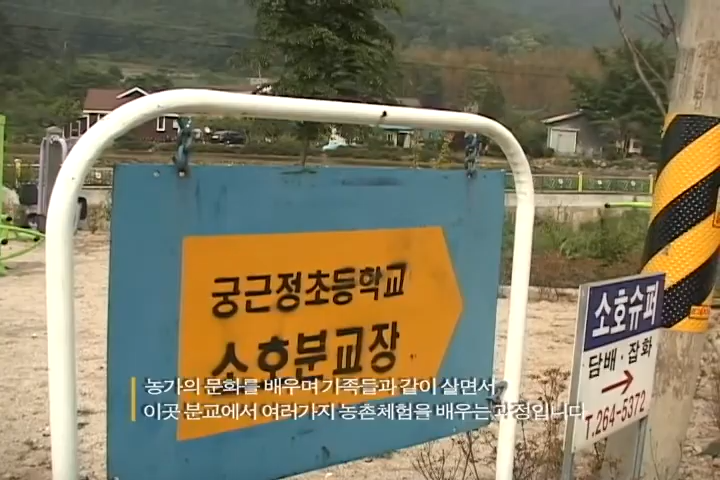 궁근정초등학교
소호분교장
소호슈퍼
담배·잡화
T.264-5372
농가의 문화를 배우며 가족들과 같이 살면서
이곳 분교에서 여러가지 농촌체험을 배우는 과정입니다.